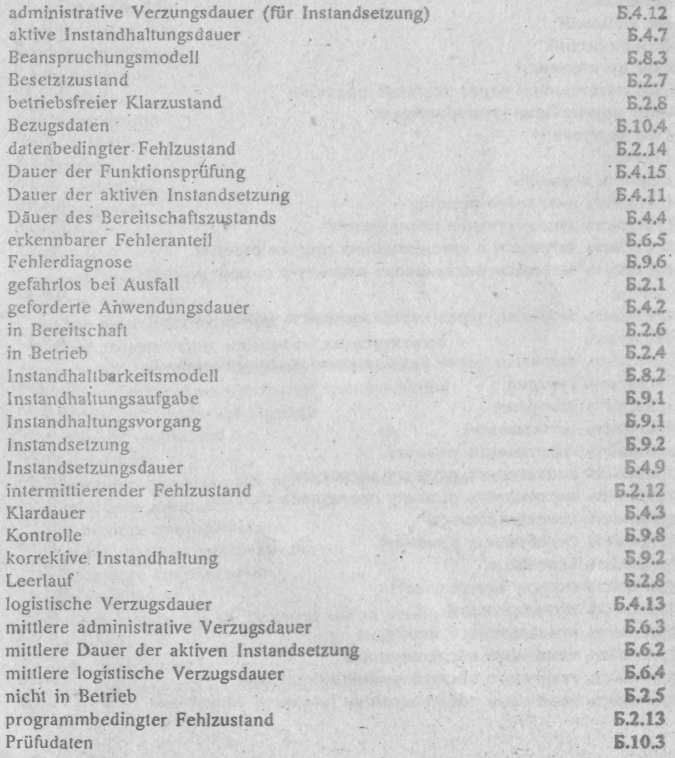 administrative Verzungsdauer (für Instandsetzung) Б.4.12
aktive Instandhaltungsdauer Б.4.7
Beanspruchungsmodell Б.8.3
Besetztzustand Б.2.7
betriebsfreier Klarzustand Б.2.8
Bezugsdaten Б.10.4
datenbedingter Fehlzustand Б.2.14
Dauer der Funktionsprüfung Б.4.15
Dauer der aktiven Instandsetzung Б.4.11
Däuer des Bereitschaftszustands Б.4.4
erkennbarer Fehleranteil Б.6.5
Fehlerdiagnose Б.9.6
gefahrlos bei Ausfall Б.2.1
geforderte Anwendungsdauer Б.4.2
in Bereitschaft Б.2.6
in Betrieb Б.2.4
Instandhaltbarkeitsmodell Б.8.2
Instandhaltungsaufgabe Б.9.1
Instandhaltungsvorgang Б.9.1
Instandsetzung Б.9.2
Instandsetzungsdauer Б.4.9
intermittierender Fehlzustand Б.2.12
Klardauer Б.4.3
Kontrolle Б.9.8
korrektive Instandhaltung Б.9.2
Leerlauf Б.2.8
logistische Verzugsdauer Б.4.13
mittlere administrative Verzugsdauer Б.6.3
mittlere Dauer der aktiven Instandsetzung Б.6.2
mittlere logistische Verzugsdauer Б.6.4
nicht in Betrieb Б.2.5
programmbedingter Fehlzustand Б.2.13
Prüfudaten Б.10.3